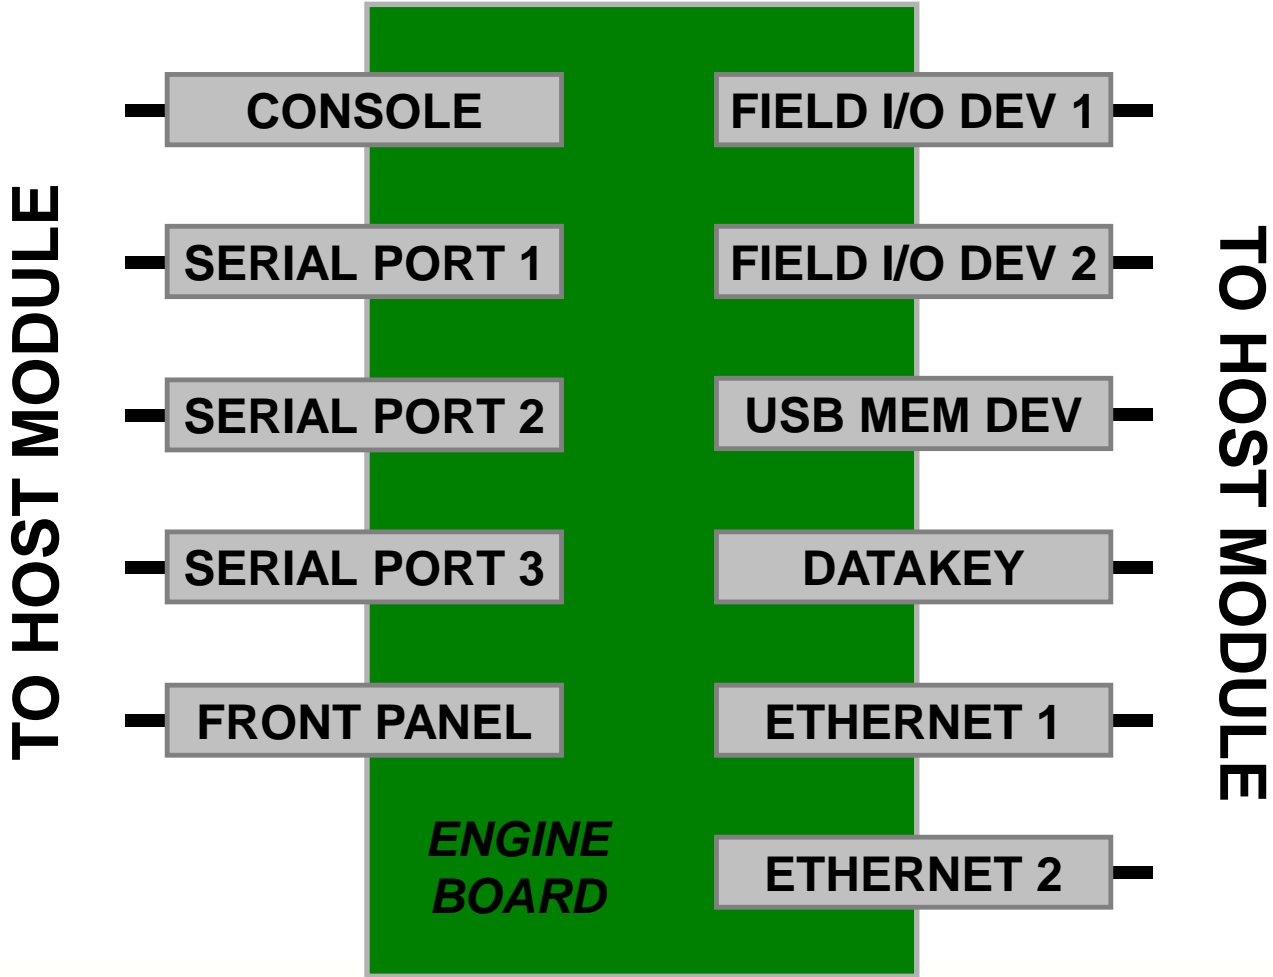 TO HOST MODULE
CONSOLE
SERIAL PORT 1
SERIAL PORT 2
SERIAL PORT 3
FRONT PANEL
ENGINE
BOARD
FIELD I/O DEV 1
FIELD I/O DEV 2
USB MEM DEV
DATAKEY
ETHERNET 1
ETHERNET 2
TO HOST MODULE